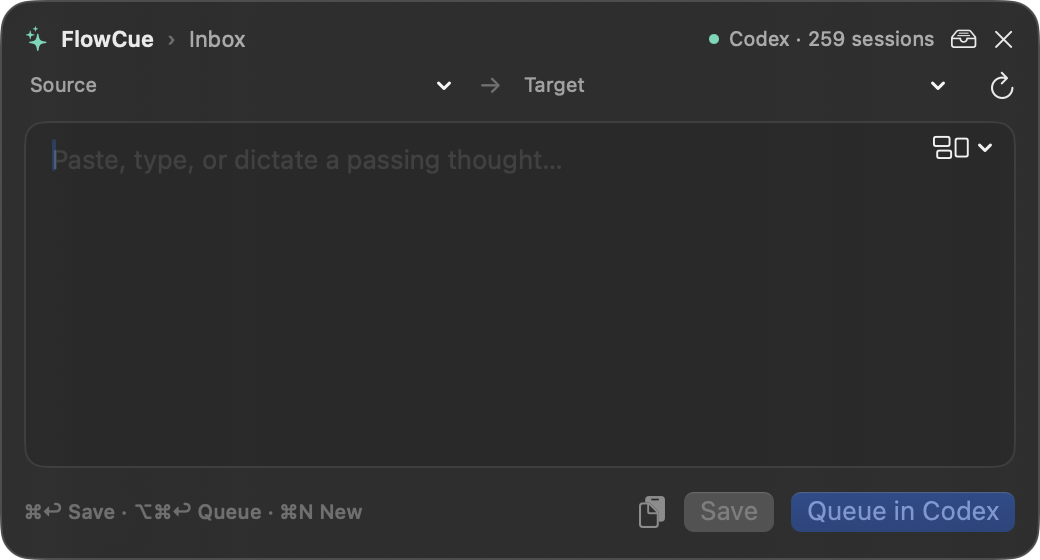 FlowCue › Inbox
Codex · 259 sessions
Source → Target
Paste, type, or dictate a passing thought...
⌘↩ Save · ⌥⌘↩ Queue · ⌘N New
Save
Queue in Codex